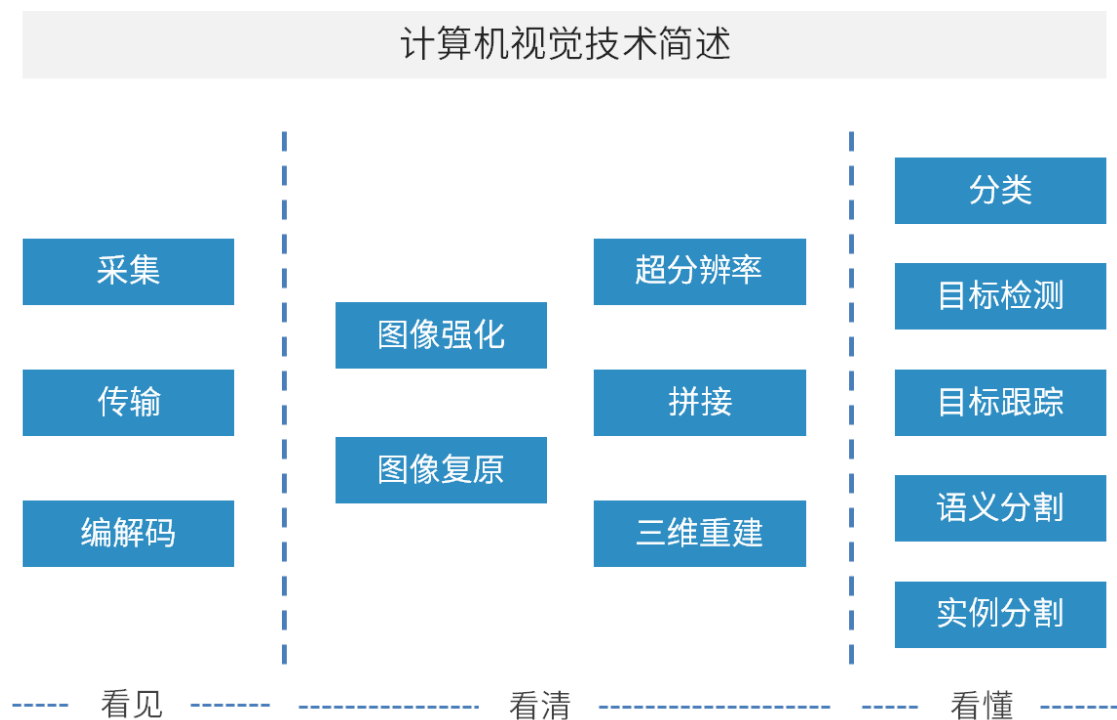 计算机视觉技术简述
采集
传输
编解码
图像强化
图像复原
超分辨率
拼接
三维重建
分类
目标检测
目标跟踪
语义分割
实例分割
看见
看清
看懂